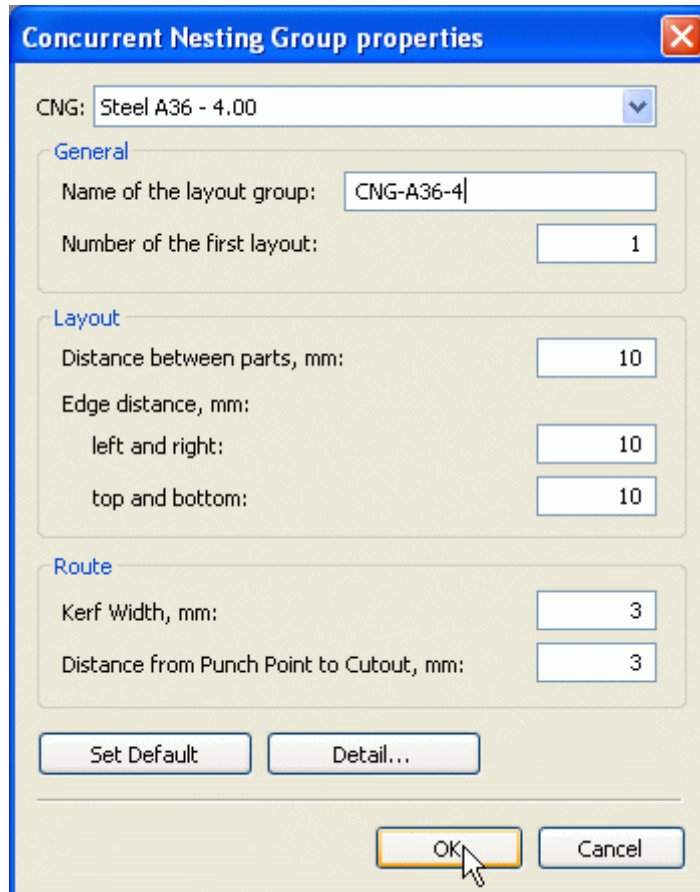 Concurrent Nesting Group properties
CNG: Steel A36 - 4.00
General
Name of the layout group: CNG-A36-4
Number of the first layout: 1
Layout
Distance between parts, mm: 10
Edge distance, mm:
left and right: 10
top and bottom: 10
Route
Kerf Width, mm: 3
Distance from Punch Point to Cutout, mm: 3
Set Default Detail...
OK Cancel